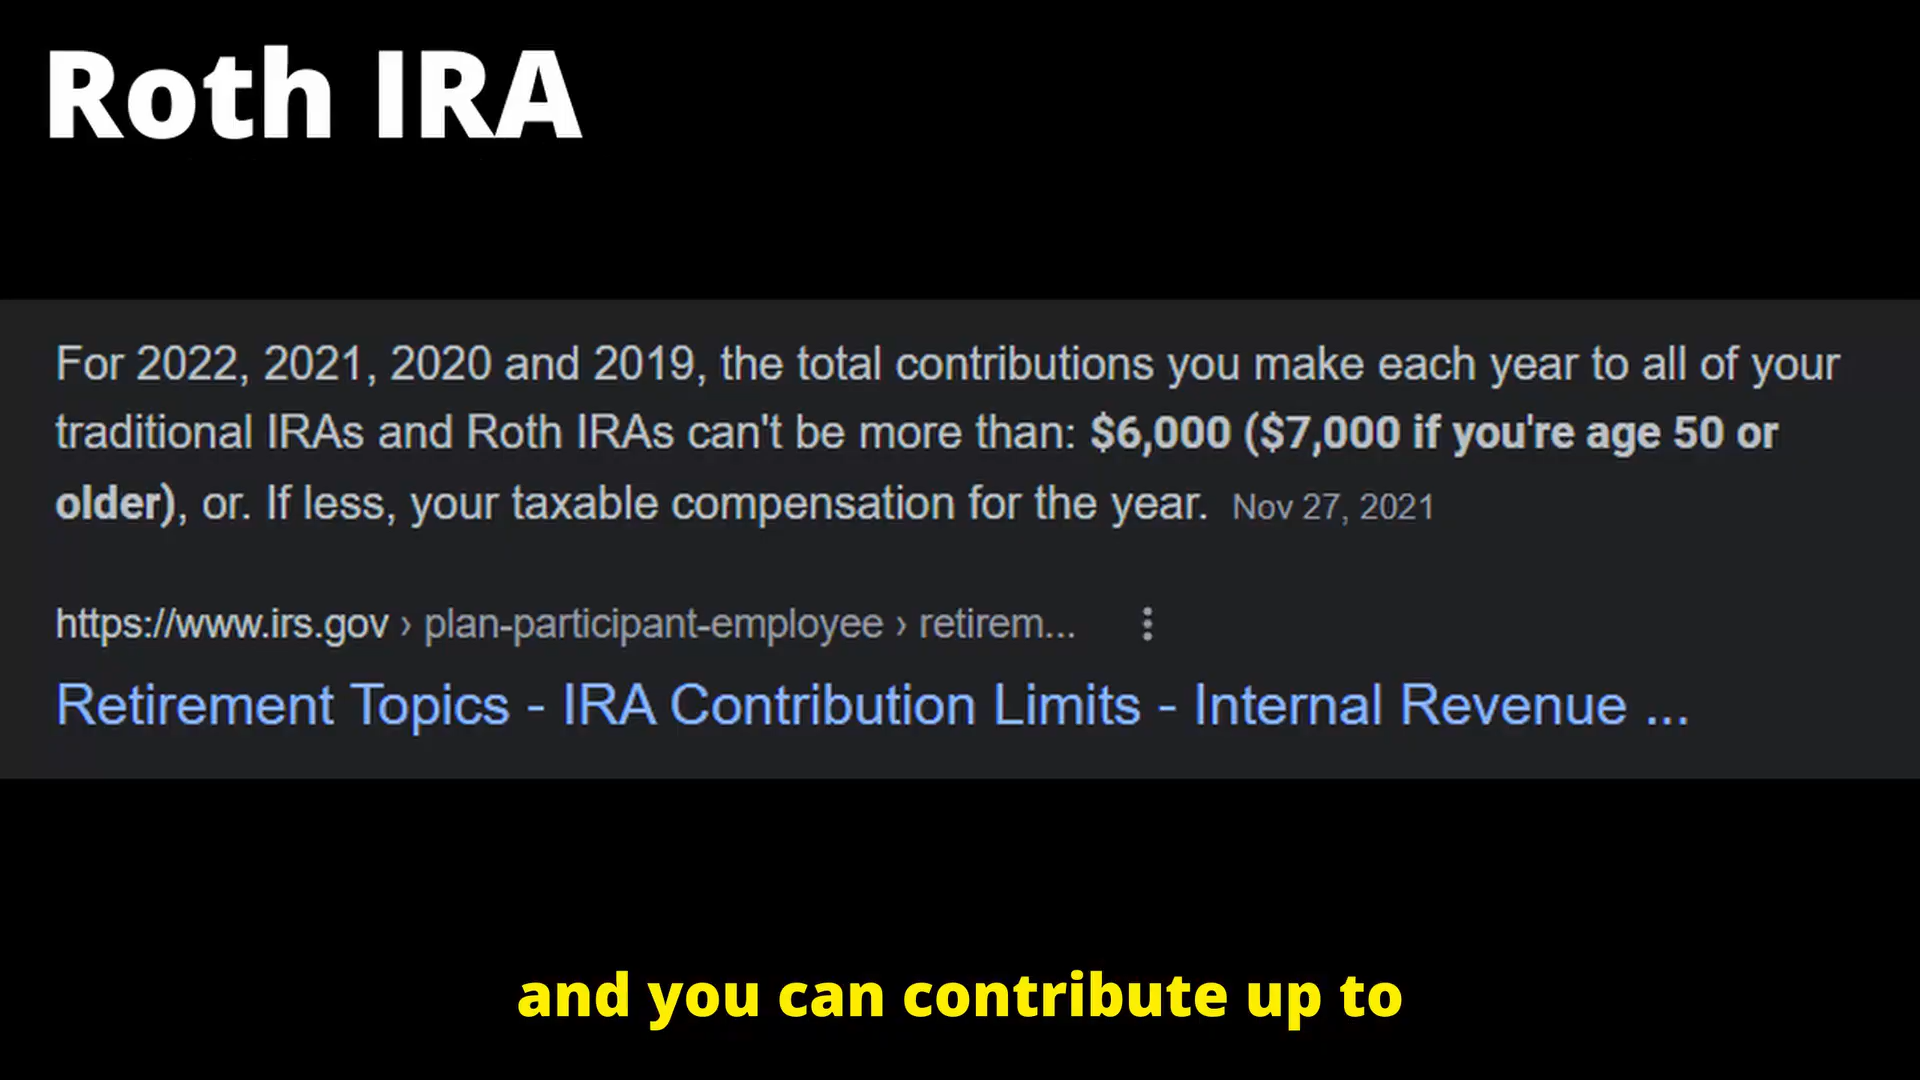 Roth IRA
For 2022, 2021, 2020 and 2019, the total contributions you make each year to all of your
traditional IRAs and Roth IRAs can't be more than: $6,000 ($7,000 if you're age 50 or
older), or. If less, your taxable compensation for the year. Nov 27, 2021
https://www.irs.gov › plan-participant-employee › retirem...
Retirement Topics - IRA Contribution Limits - Internal Revenue ...
and you can contribute up to